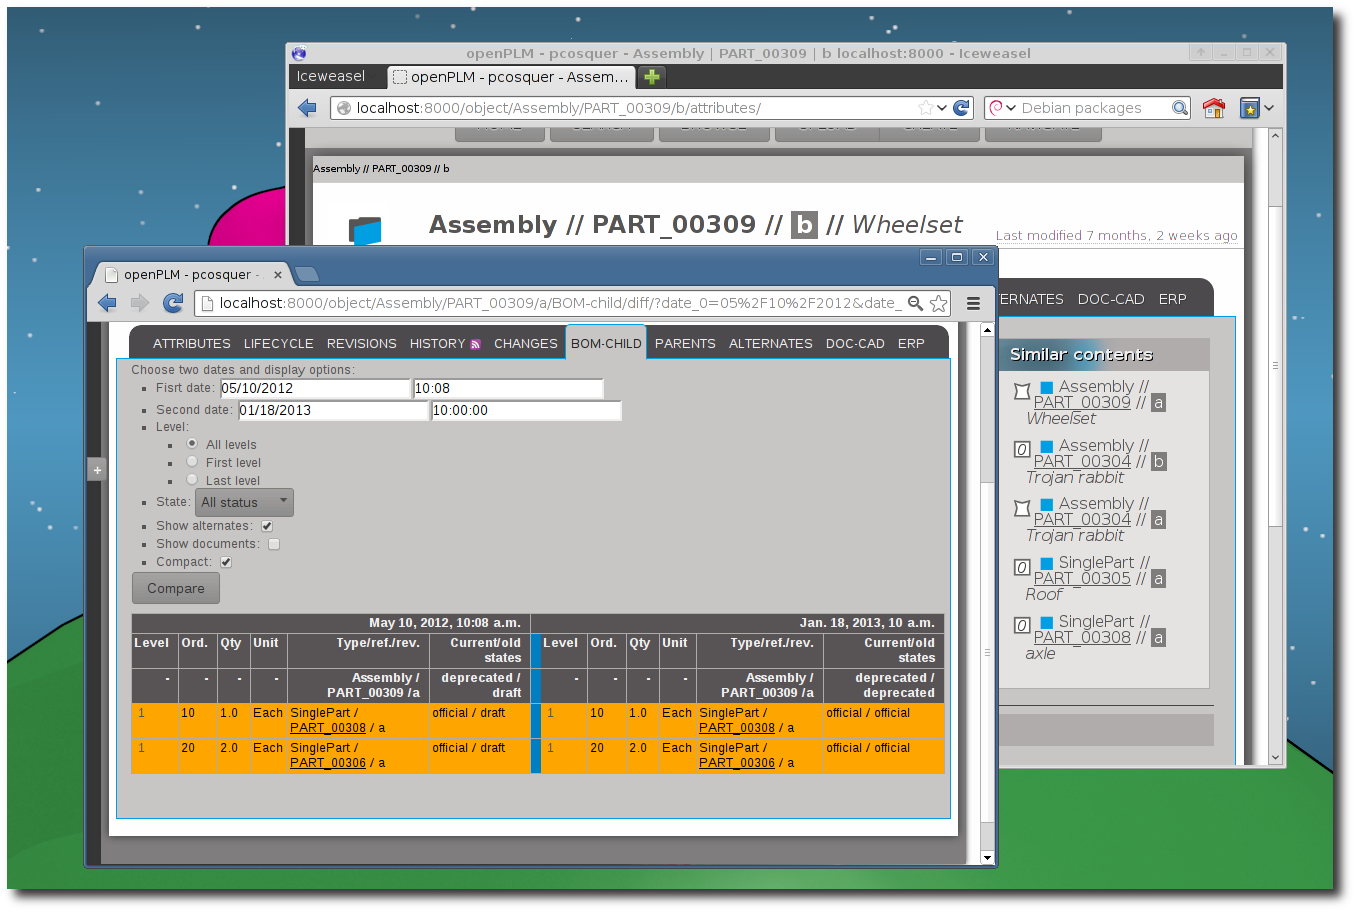 openPLM - pcosquer - Assembly | PART_00309 | b localhost:8000 - Iceweasel
Iceweasel
openPLM - pcosquer - Assem...
localhost:8000/object/Assembly/PART_00309/b/attributes/
Debian packages
Assembly // PART_00309 // b
Assembly // PART_00309 // b // Wheelset
Last modified 7 months, 2 weeks ago
ERNATES DOC-CAD ERP
Similar contents
Assembly //
PART_00309 // a
Wheelset
0 Assembly //
PART_00304 // b
Trojan rabbit
Assembly //
PART_00304 // a
Trojan rabbit
0 SinglePart //
PART_00305 // a
Roof
0 SinglePart //
PART_00308 // a
axle
openPLM - pcosquer -
localhost:8000/object/Assembly/PART_00309/a/BOM-child/diff/?date_0=05%2F10%2F2012&date_
ATTRIBUTES LIFECYCLE REVISIONS HISTORY CHANGES BOM-CHILD PARENTS ALTERNATES DOC-CAD ERP
Choose two dates and display options:
Fisrt date: 05/10/2012 10:08
Second date: 01/18/2013 10:00:00
Level:
All levels
First level
Last level
State: All status
Show alternates:
Show documents:
Compact:
+
Compare
May 10, 2012, 10:08 a.m. Jan. 18, 2013, 10 a.m.
Level Ord. Qty Unit Type/ref./rev. Current/old Level Ord. Qty Unit Type/ref./rev. Current/old
states states
- - - - Assembly / deprecated / - - - - Assembly / deprecated /
PART_00309 /a draft PART_00309 /a deprecated
1 10 1.0 Each SinglePart / official / draft 1 10 1.0 Each SinglePart / official / official
PART_00308 / a PART_00308 / a
1 20 2.0 Each SinglePart / official / draft 1 20 2.0 Each SinglePart / official / official
PART_00306 / a PART_00306 / a